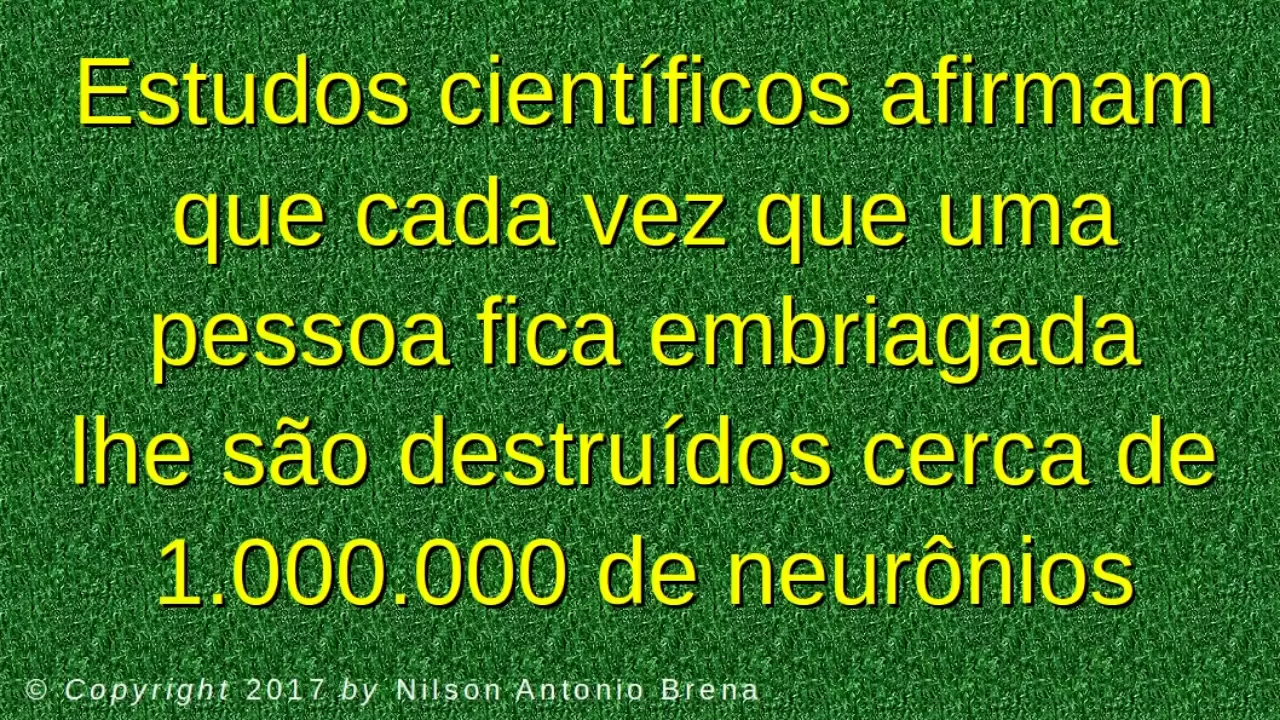 Estudos científicos afirmam
que cada vez que uma
pessoa fica embriagada
lhe são destruídos cerca de
1.000.000 de neurônios
© Copyright 2017 by Nilson Antonio Brena